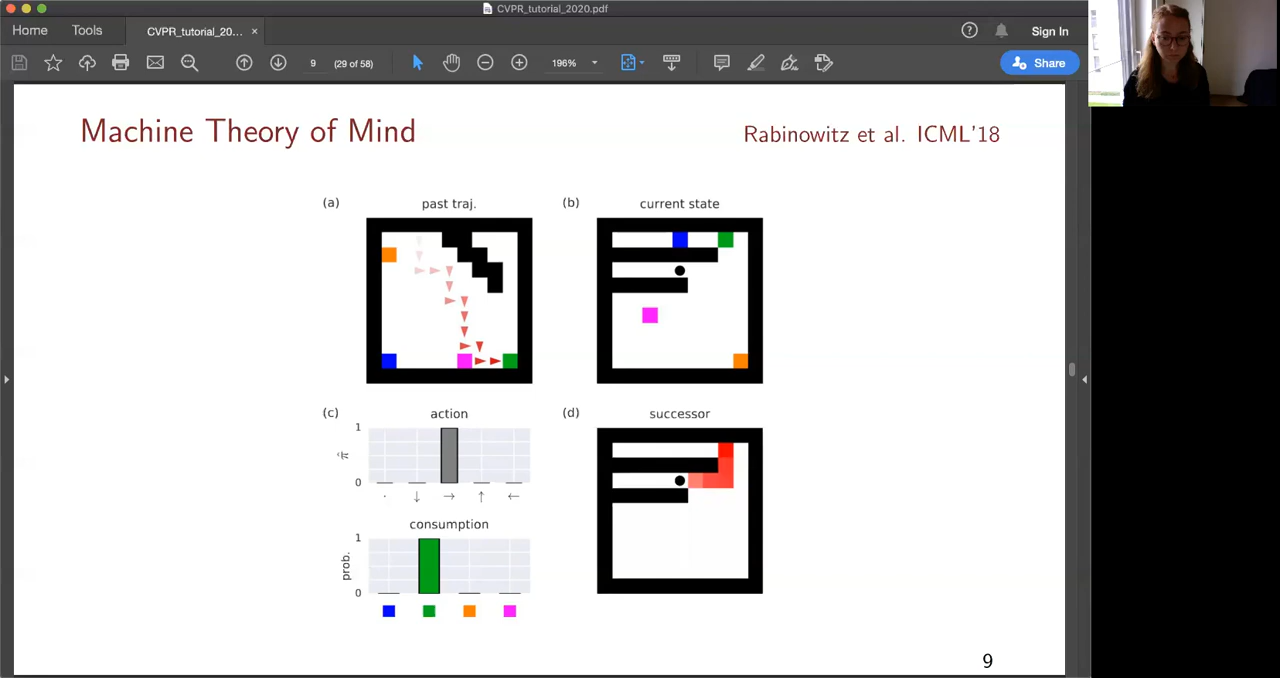 CVPR_tutorial_2020.pdf
Home Tools CVPR_tutorial_20... × Sign In
9 (29 of 58) 196% Share
Machine Theory of Mind Rabinowitz et al. ICML'18
(a) past traj. (b) current state
(c) action (d) successor
1
π̂
0
· ↓ → ↑ ←
consumption
1
prob.
0
9